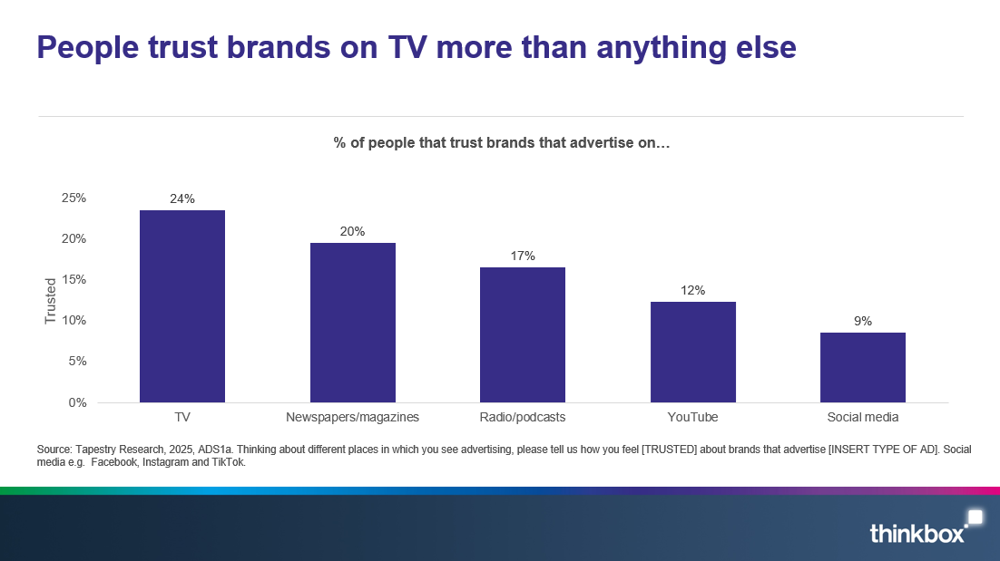 People trust brands on TV more than anything else
% of people that trust brands that advertise on…
Trusted
25%
20%
15%
10%
5%
0%
24%
20%
17%
12%
9%
TV
Newspapers/magazines
Radio/podcasts
YouTube
Social media
Source: Tapestry Research, 2025, ADS1a. Thinking about different places in which you see advertising, please tell us how you feel [TRUSTED] about brands that advertise [INSERT TYPE OF AD]. Social
media e.g.  Facebook, Instagram and TikTok.
thinkbox